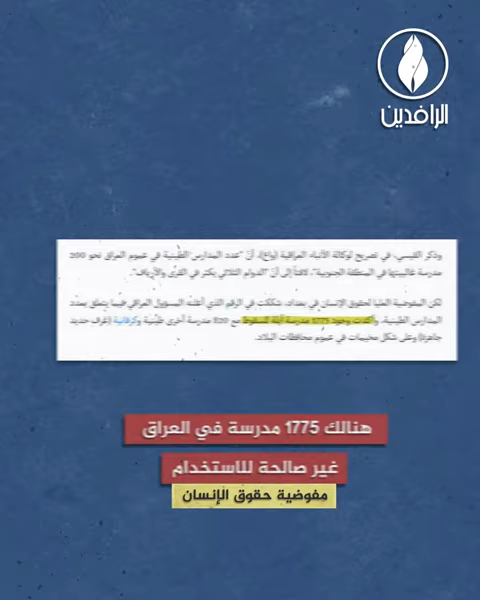 الرافدين
وذكر القيسي، في تصريح لوكالة الأنباء العراقية (واع)، أنّ "عدد المدارس الطينية في عموم العراق نحو 200
مدرسة غالبيتها في المنطقة الجنوبية"، لافتاً إلى أنّ "الدوام الثلاثي يكثر في القرى والأرياف".
لكن المفوضية العليا لحقوق الإنسان في بغداد، شككت في الرقم الذي أعلنه المسؤول العراقي فيما يتعلق بعدد
المدارس الطينية، وأكدت وجود 1775 مدرسة آيلة للسقوط مع 820 مدرسة أخرى طينية وكرفانية (غرف حديد
جاهزة) وعلى شكل مخيمات في عموم محافظات البلاد.
هنالك 1775 مدرسة في العراق
غير صالحة للاستخدام
مفوضية حقوق الإنسان